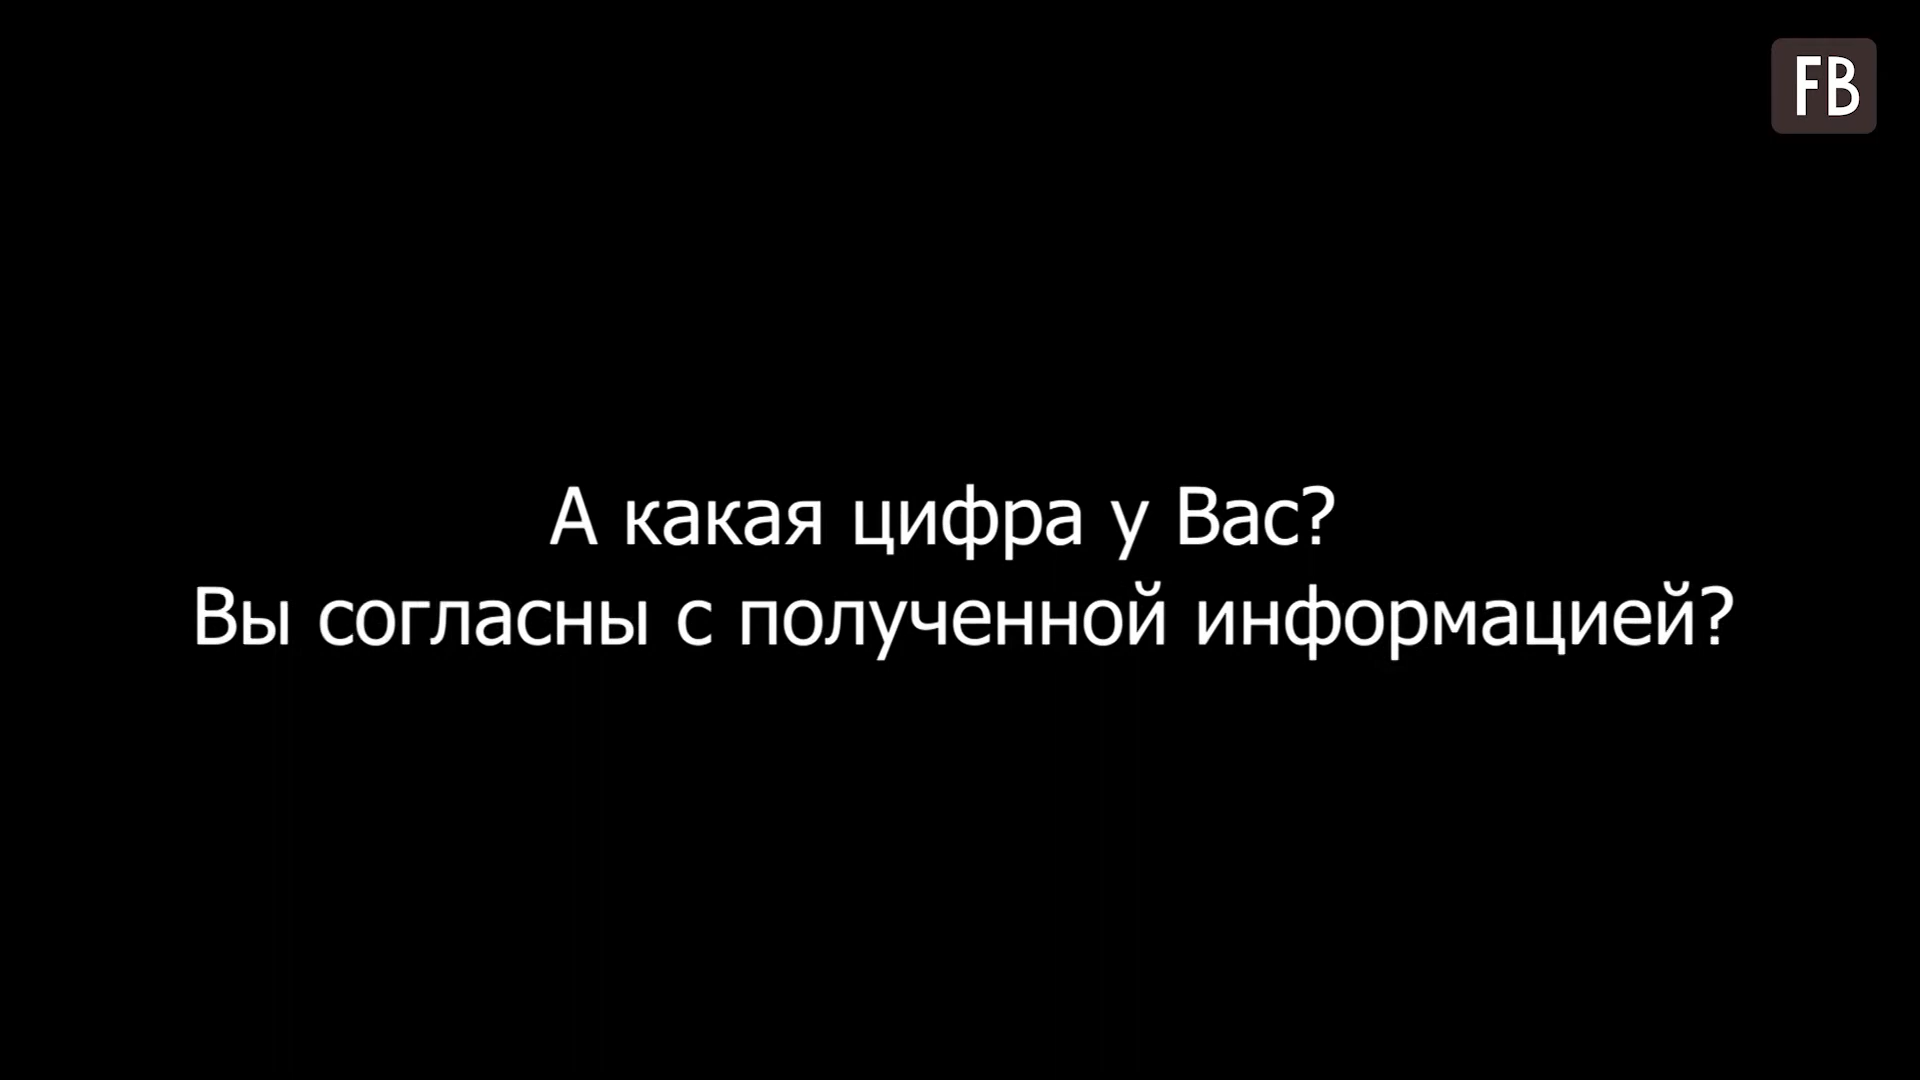 FB
А какая цифра у Вас?
Вы согласны с полученной информацией?